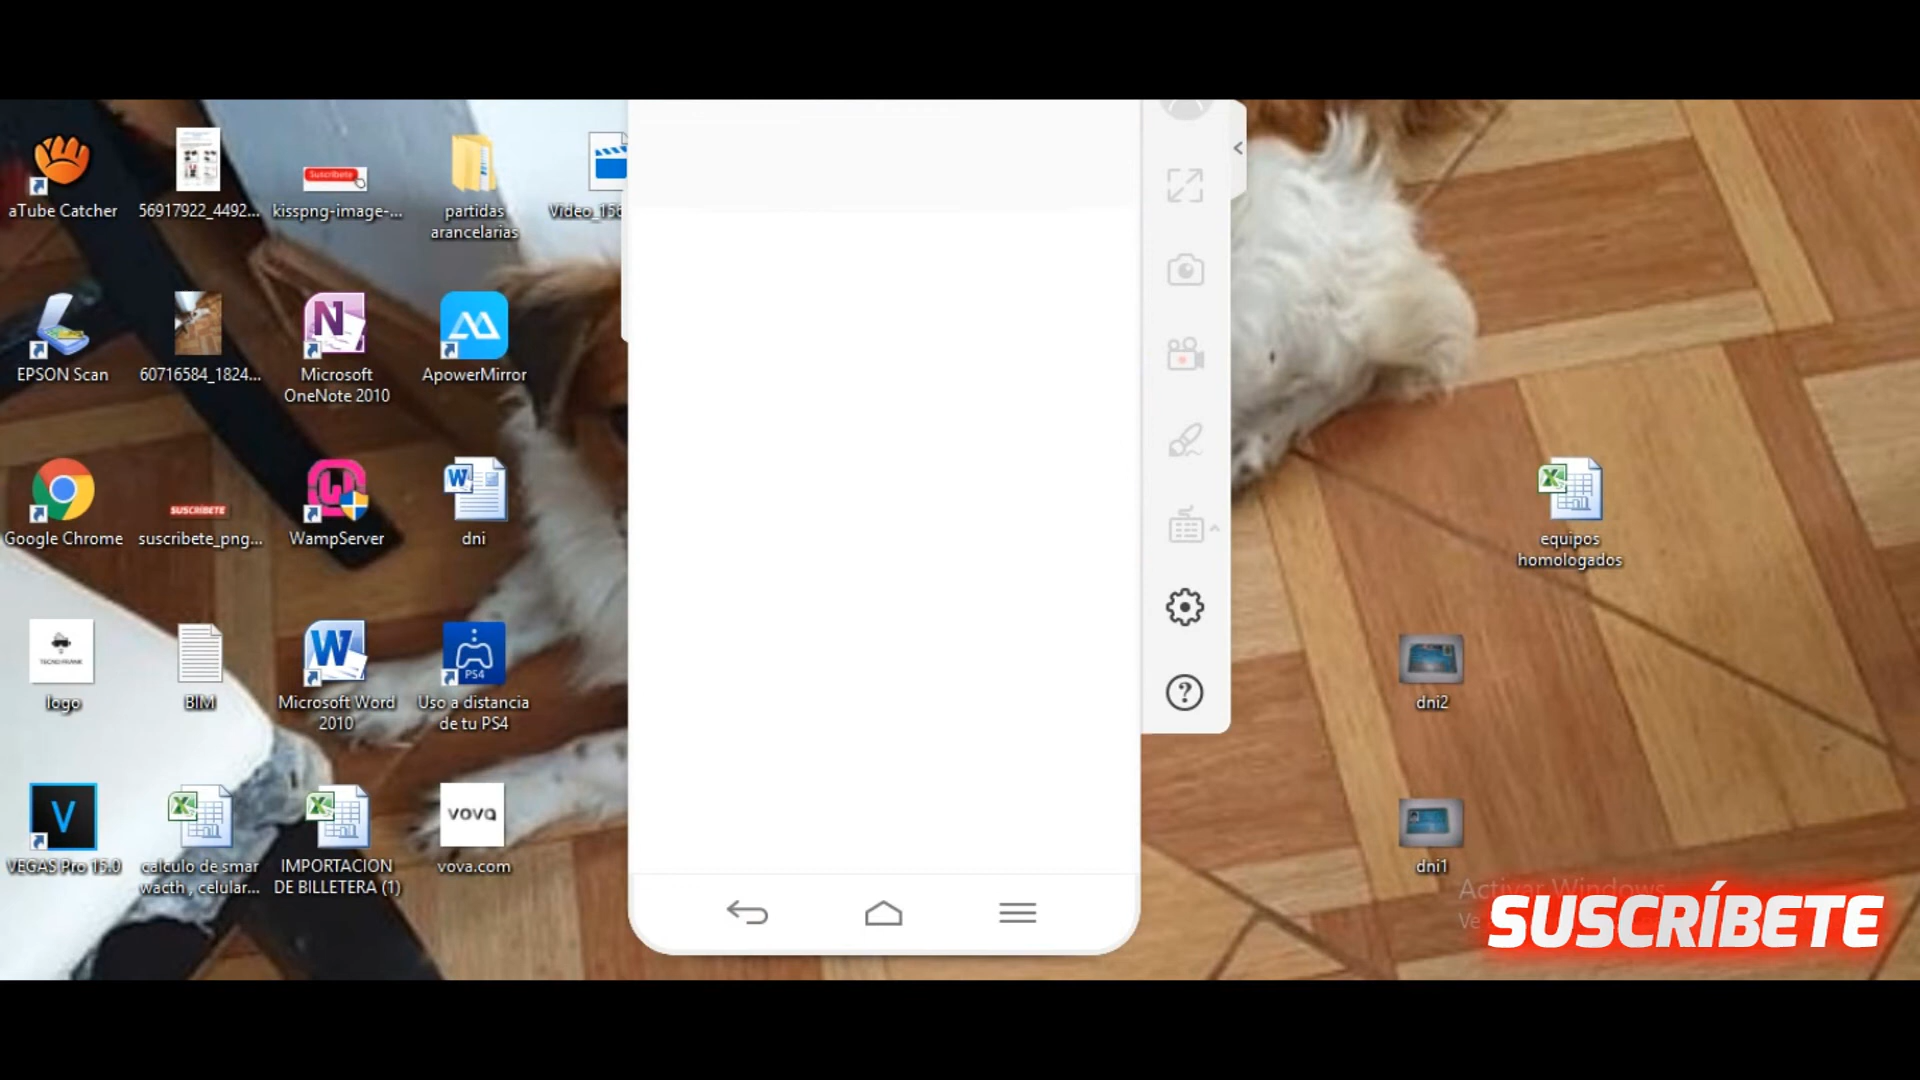 aTube Catcher
56917922_4492...
Suscribete
kisspng-image-...
partidas
arancelarias
EPSON Scan
60716584_1824...
Microsoft
OneNote 2010
ApowerMirror
Google Chrome
SUSCRIBETE
suscribete_png...
WampServer
dni
equipos
homologados
logo
BIM
Microsoft Word
2010
PS4
Uso a distancia
de tu PS4
dni2
VEGAS Pro 15.0
calculo de smar
wacth , celular...
IMPORTACION
DE BILLETERA (1)
vova
vova.com
dni1
Activar Windows
Ve
SUSCRÍBETE